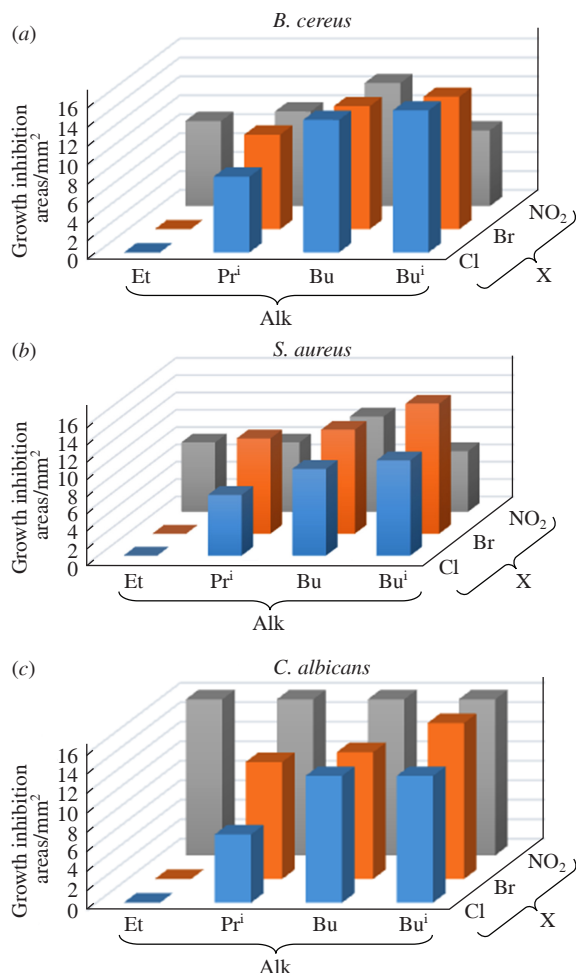 (a)
B. cereus
Growth inhibition
areas/mm²
16
14
12
10
8
6
4
2
0
Et
Prⁱ
Bu
Buⁱ
Cl
Br
NO₂
X
Alk
(b)
S. aureus
Growth inhibition
areas/mm²
16
14
12
10
8
6
4
2
0
Et
Prⁱ
Bu
Buⁱ
Cl
Br
NO₂
X
Alk
(c)
C. albicans
Growth inhibition
areas/mm²
16
14
12
10
8
6
4
2
0
Et
Prⁱ
Bu
Buⁱ
Cl
Br
NO₂
X
Alk